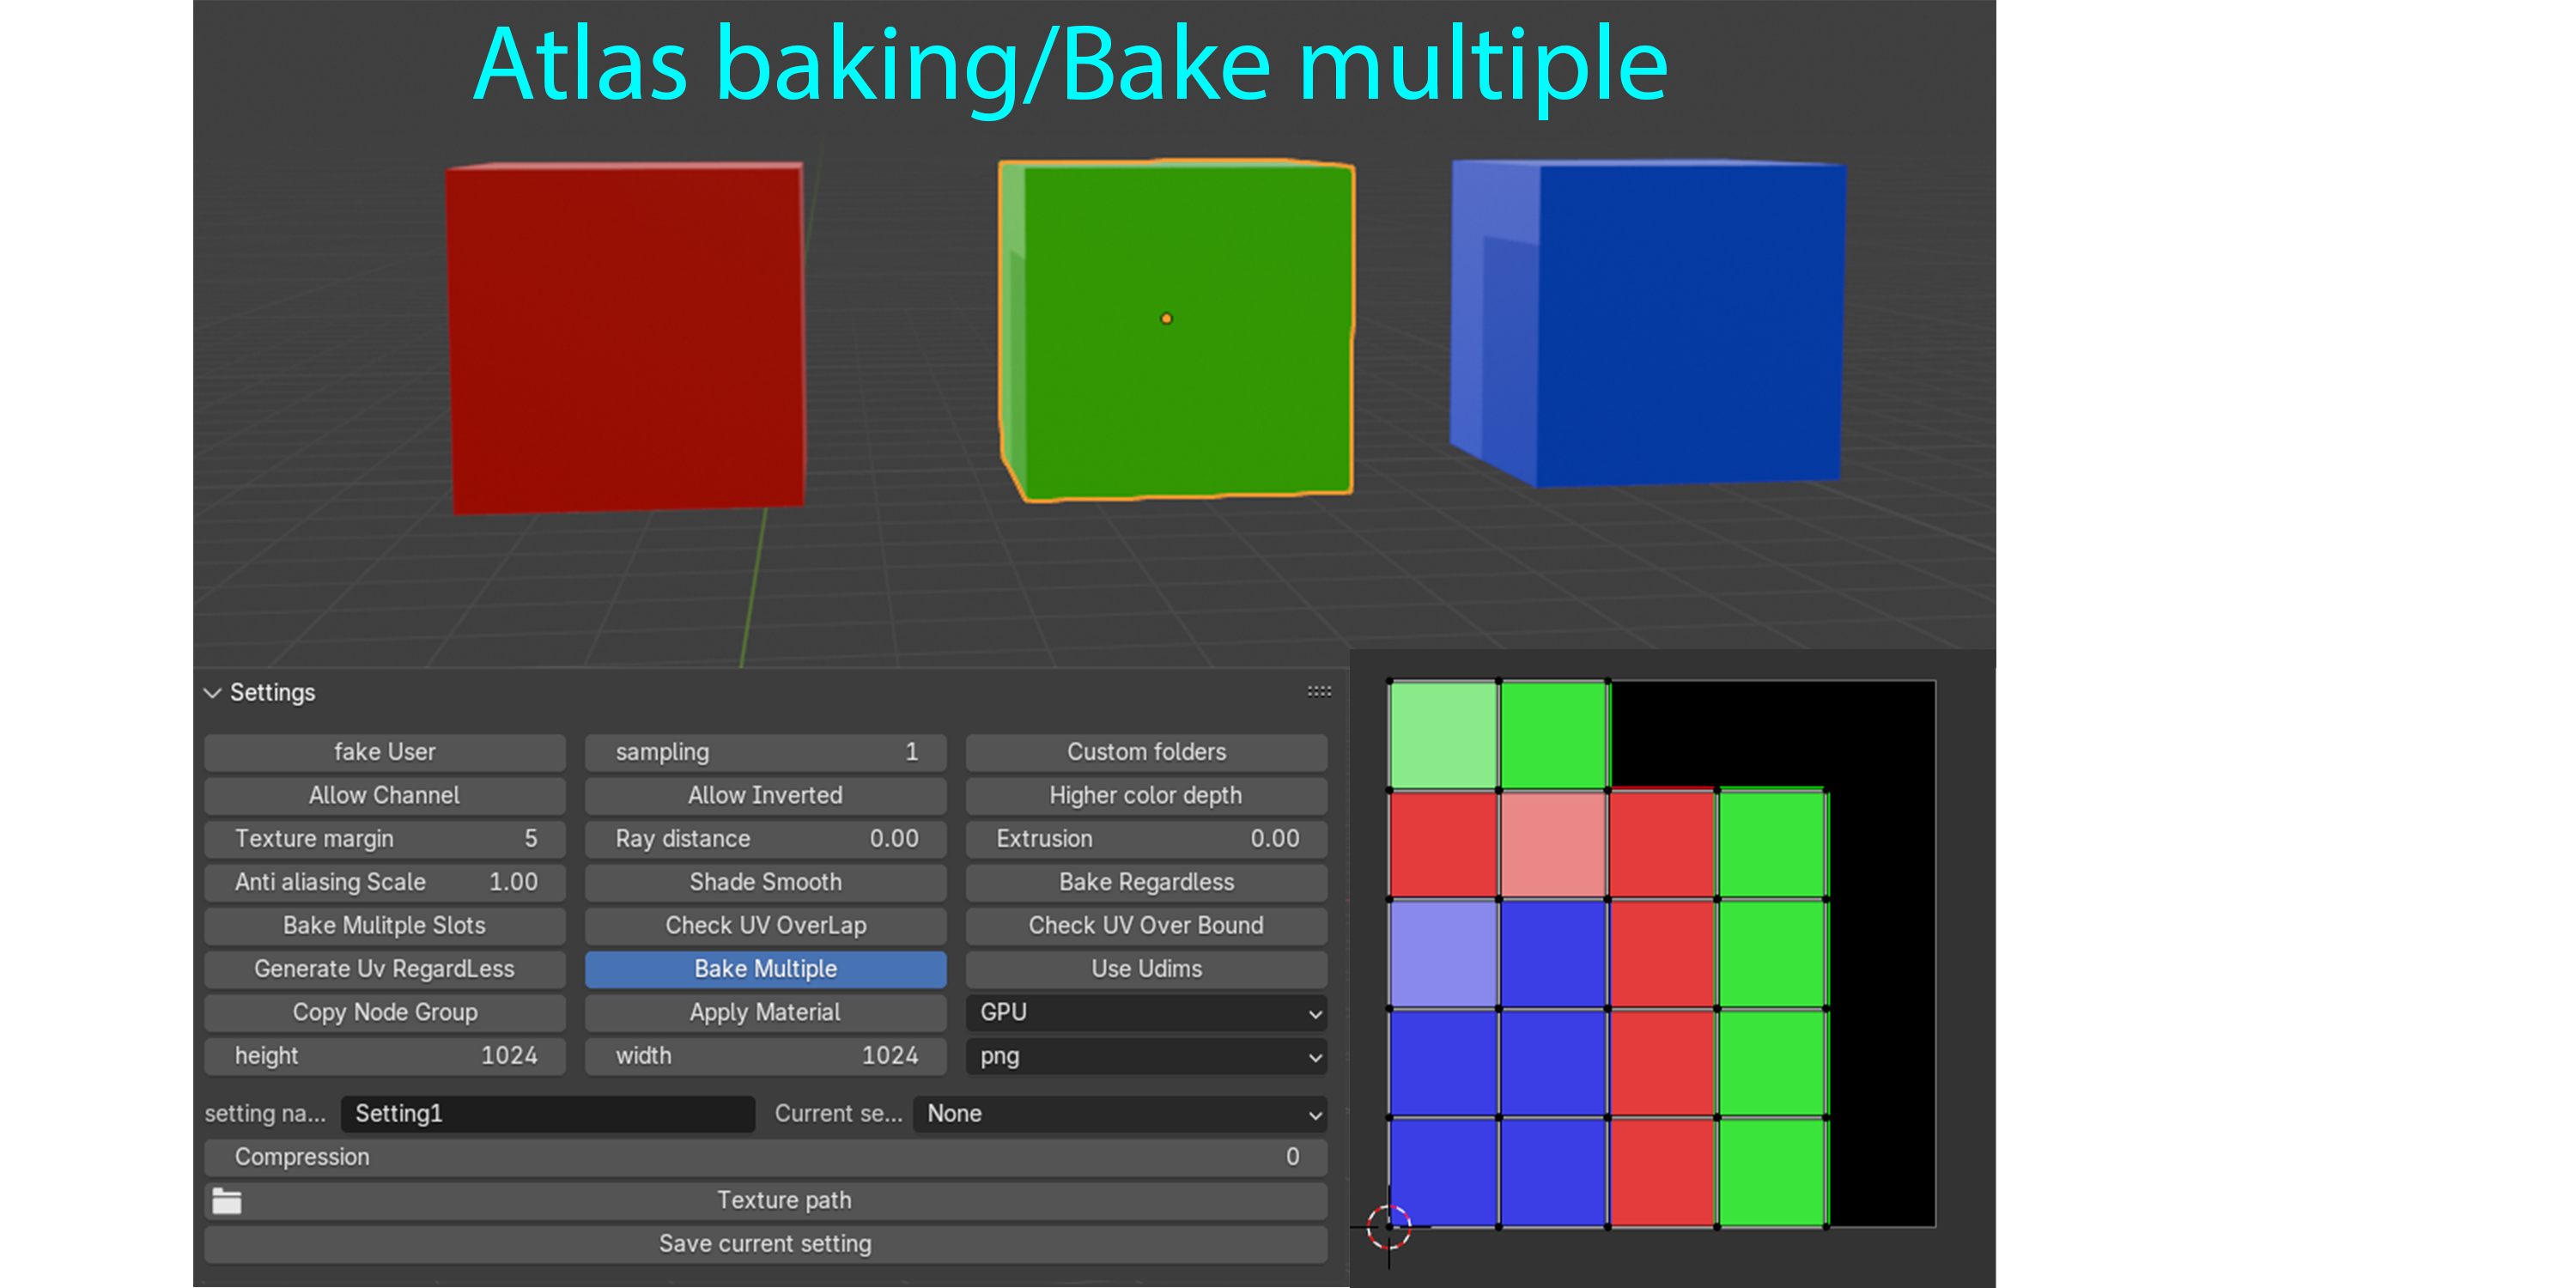 Atlas baking/Bake multiple
Settings
fake User sampling 1 Custom folders
Allow Channel Allow Inverted Higher color depth
Texture margin 5 Ray distance 0.00 Extrusion 0.00
Anti aliasing Scale 1.00 Shade Smooth Bake Regardless
Bake Mulitple Slots Check UV OverLap Check UV Over Bound
Generate Uv RegardLess Bake Multiple Use Udims
Copy Node Group Apply Material GPU
height 1024 width 1024 png
setting na... Setting1 Current se... None
Compression 0
Texture path
Save current setting